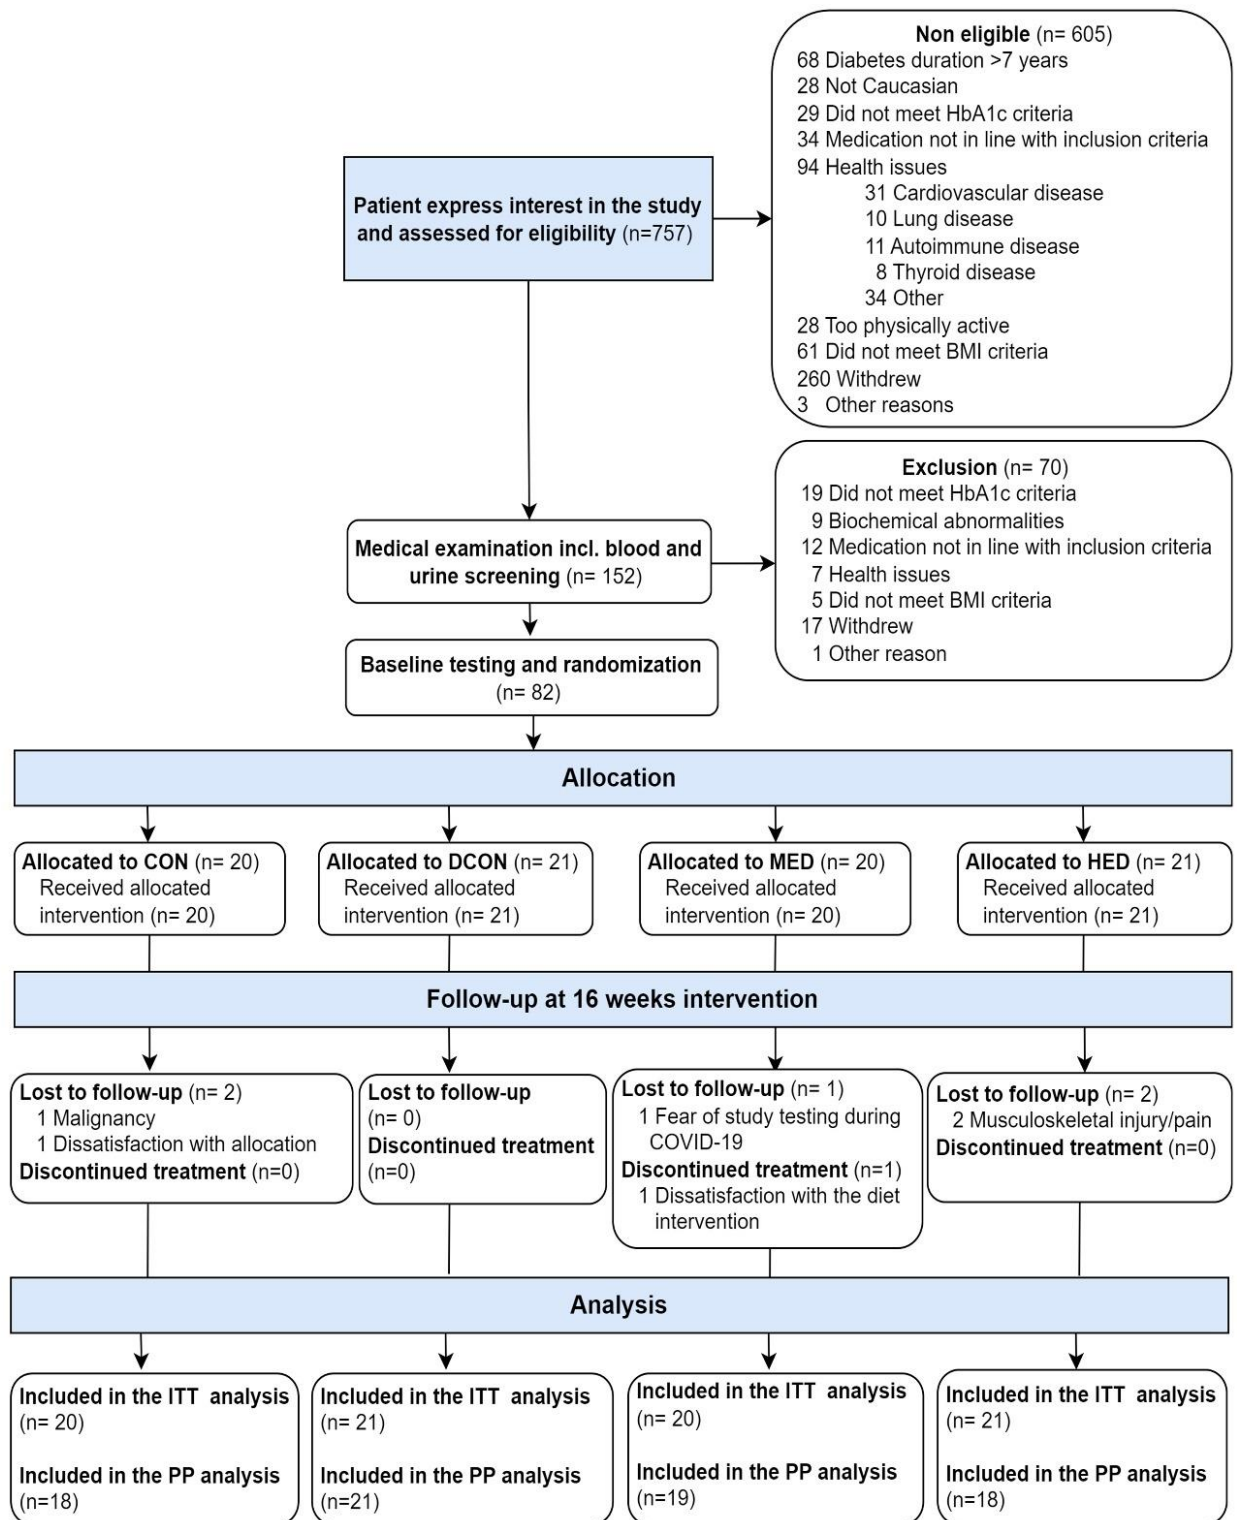 Non eligible (n= 605)
68 Diabetes duration >7 years
28 Not Caucasian
29 Did not meet HbA1c criteria
34 Medication not in line with inclusion criteria
94 Health issues
31 Cardiovascular disease
10 Lung disease
11 Autoimmune disease
8 Thyroid disease
34 Other
28 Too physically active
61 Did not meet BMI criteria
260 Withdrew
3 Other reasons
Patient express interest in the study
and assessed for eligibility (n=757)
Exclusion (n= 70)
19 Did not meet HbA1c criteria
9 Biochemical abnormalities
12 Medication not in line with inclusion criteria
7 Health issues
5 Did not meet BMI criteria
17 Withdrew
1 Other reason
Medical examination incl. blood and
urine screening (n= 152)
Baseline testing and randomization
(n= 82)
Allocation
Allocated to CON (n= 20)
Received allocated
intervention (n= 20)
Allocated to DCON (n= 21)
Received allocated
intervention (n= 21)
Allocated to MED (n= 20)
Received allocated
intervention (n= 20)
Allocated to HED (n= 21)
Received allocated
intervention (n= 21)
Follow-up at 16 weeks intervention
Lost to follow-up (n= 2)
1 Malignancy
1 Dissatisfaction with allocation
Discontinued treatment (n=0)
Lost to follow-up
(n= 0)
Discontinued treatment
(n=0)
Lost to follow-up (n= 1)
1 Fear of study testing during
COVID-19
Discontinued treatment (n=1)
1 Dissatisfaction with the diet
intervention
Lost to follow-up (n= 2)
2 Musculoskeletal injury/pain
Discontinued treatment (n=0)
Analysis
Included in the ITT analysis
(n= 20)
Included in the PP analysis
(n=18)
Included in the ITT analysis
(n= 21)
Included in the PP analysis
(n=21)
Included in the ITT analysis
(n= 20)
Included in the PP analysis
(n=19)
Included in the ITT analysis
(n= 21)
Included in the PP analysis
(n=18)